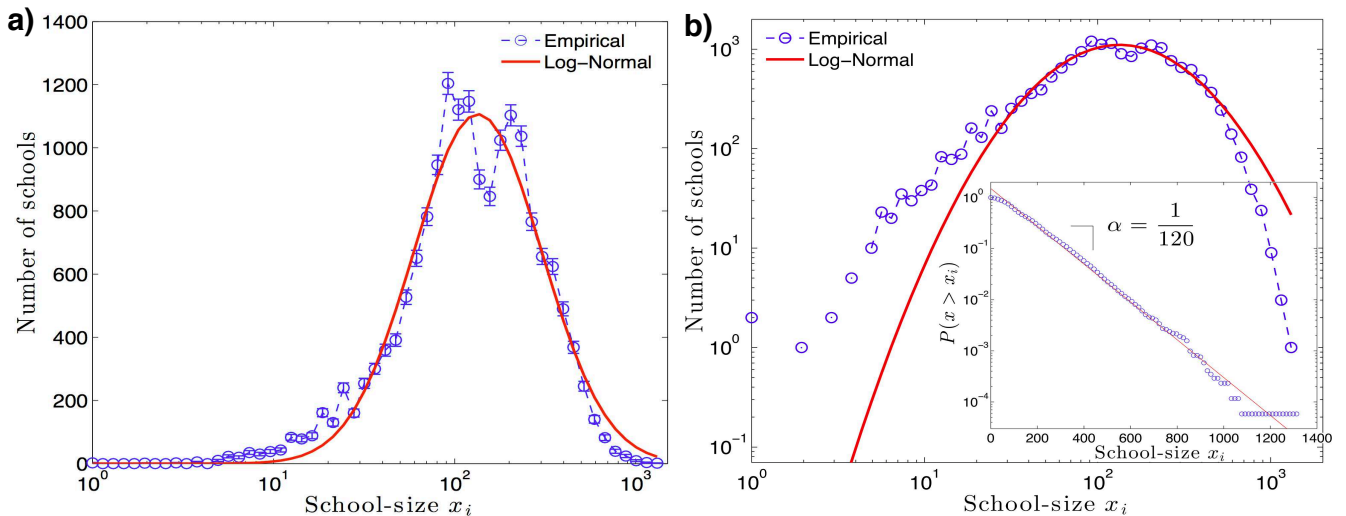 a)
1400
1200
1000
800
600
400
200
0
Number of schools
Empirical
Log−Normal
10^0
10^1
10^2
10^3
School-size x_i
b)
10^3
10^2
10^1
10^0
10^−1
Number of schools
Empirical
Log−Normal
10^0
10^−1
10^−2
10^−3
10^−4
P(x > x_i)
α = 1/120
0
200
400
600
800
1000
1200
1400
School-size x_i
10^0
10^1
10^2
10^3
School-size x_i